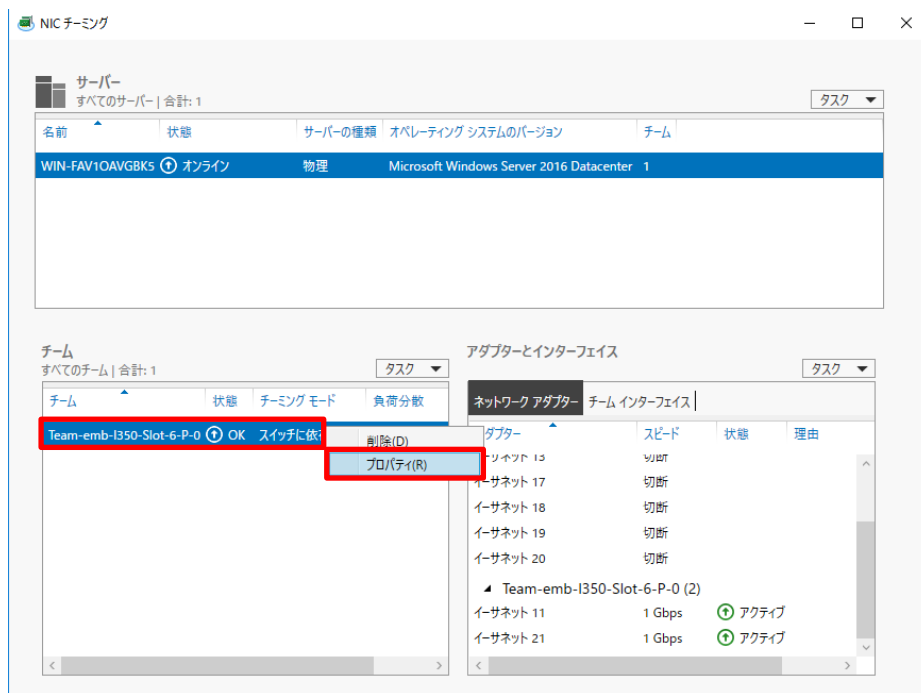 NIC チーミング
サーバー
すべてのサーバー | 合計: 1
タスク
名前 状態 サーバーの種類 オペレーティング システムのバージョン チーム
WIN-FAV1OAVGBK5 オンライン 物理 Microsoft Windows Server 2016 Datacenter 1
チーム
すべてのチーム | 合計: 1
タスク
チーム 状態 チーミング モード 負荷分散
Team-emb-I350-Slot-6-P-0 OK スイッチに依
削除(D)
プロパティ(R)
アダプターとインターフェイス
タスク
ネットワーク アダプター チーム インターフェイス
ダプター スピード 状態 理由
ーサネット 13 切断
イーサネット 17 切断
イーサネット 18 切断
イーサネット 19 切断
イーサネット 20 切断
Team-emb-I350-Slot-6-P-0 (2)
イーサネット 11 1 Gbps アクティブ
イーサネット 21 1 Gbps アクティブ